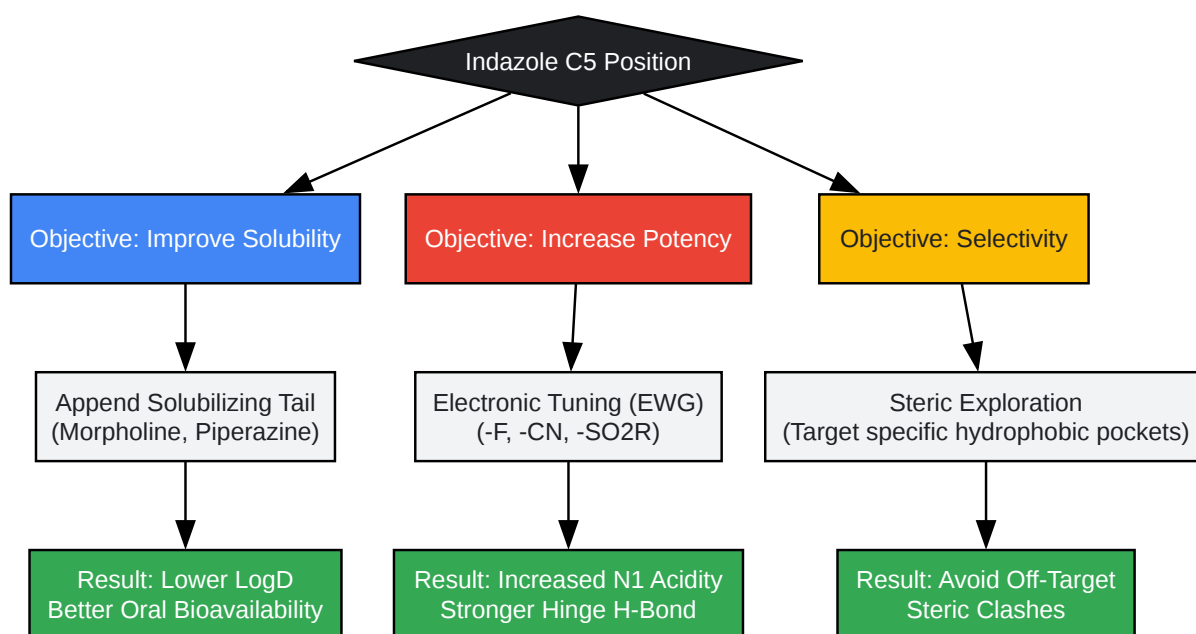 Indazole C5 Position
Objective: Improve Solubility
Objective: Increase Potency
Objective: Selectivity
Append Solubilizing Tail
(Morpholine, Piperazine)
Electronic Tuning (EWG)
(-F, -CN, -SO2R)
Steric Exploration
(Target specific hydrophobic pockets)
Result: Lower LogD
Better Oral Bioavailability
Result: Increased N1 Acidity
Stronger Hinge H-Bond
Result: Avoid Off-Target
Steric Clashes